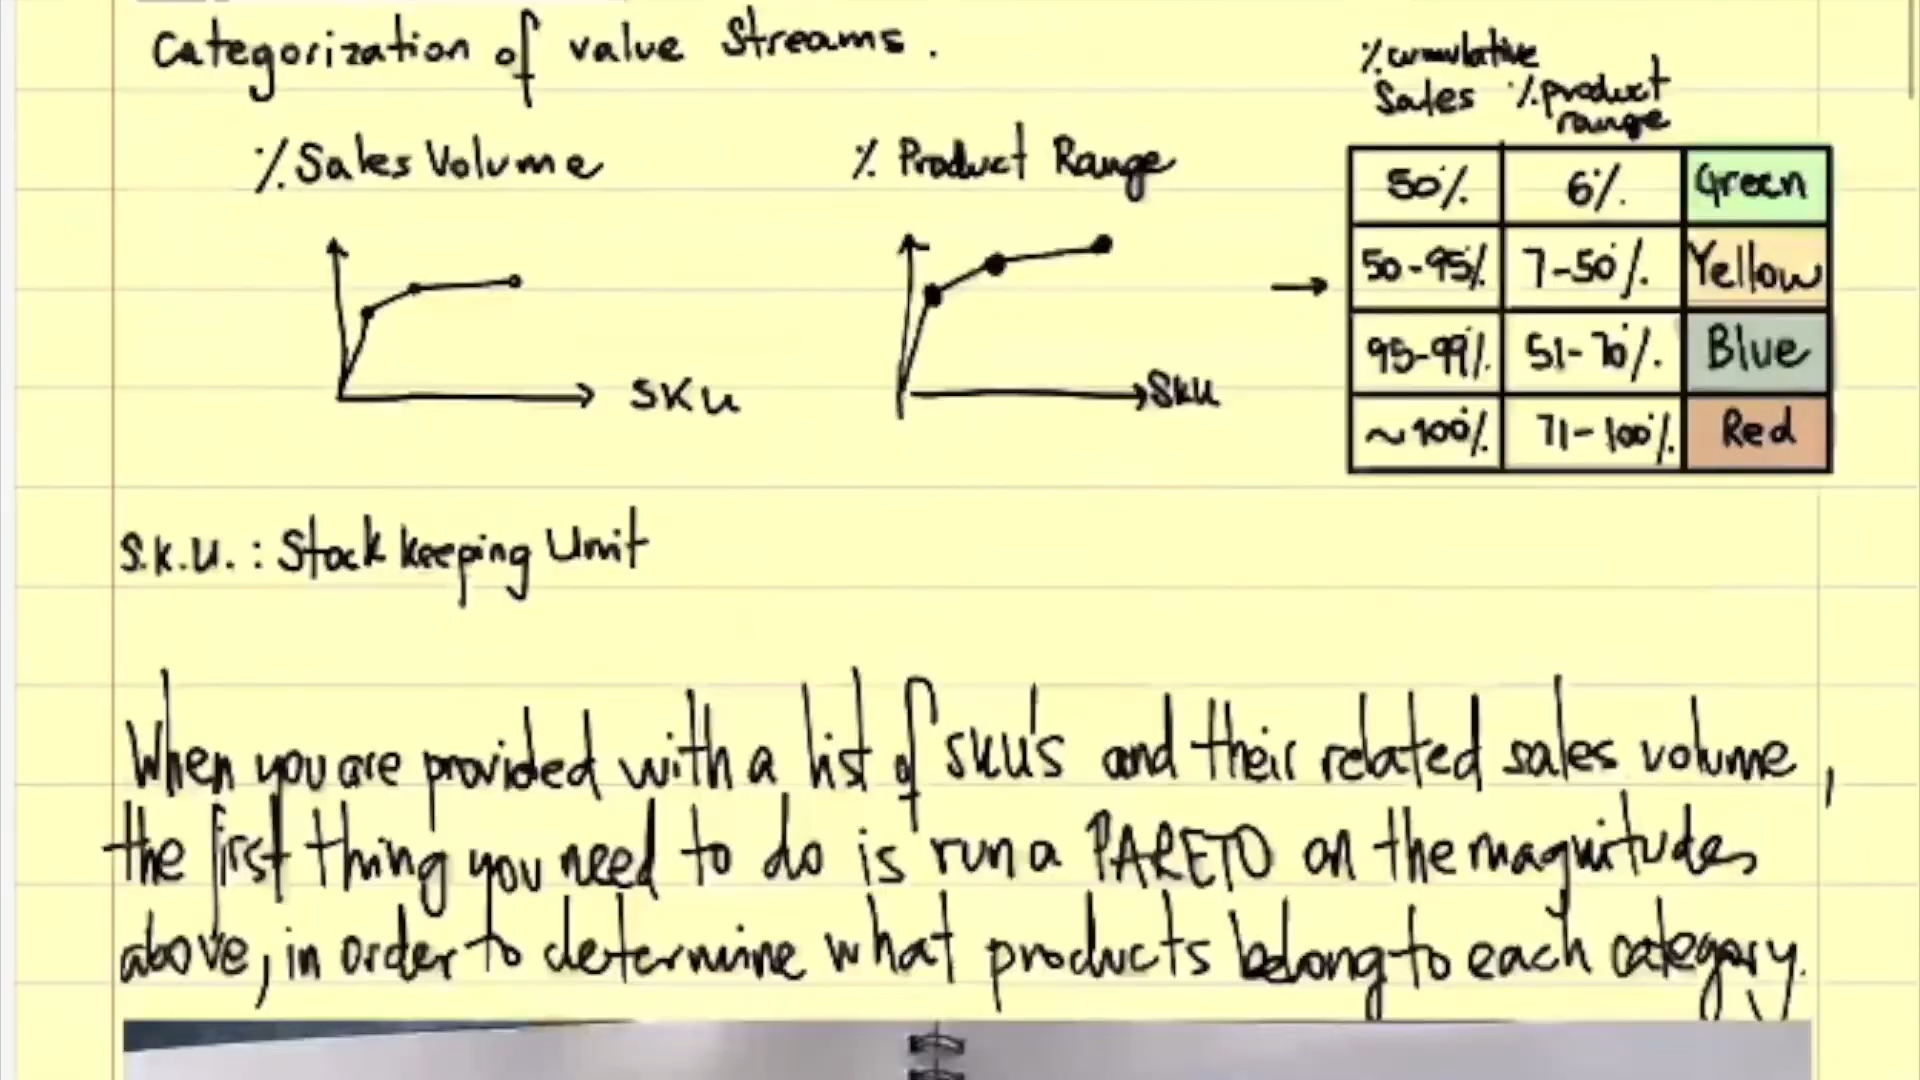 Categorization of value Streams.
% Sales Volume
SKU
% Product Range
SKU
% cumulative Sales
% product range
50% 6% Green
50-95% 7-50% Yellow
95-99% 51-70% Blue
~100% 71-100% Red
S.K.U.: Stock keeping Unit
When you are provided with a list of SKU's and their related sales volume,
the first thing you need to do is run a PARETO on the magnitudes
above, in order to determine what products belong to each category.